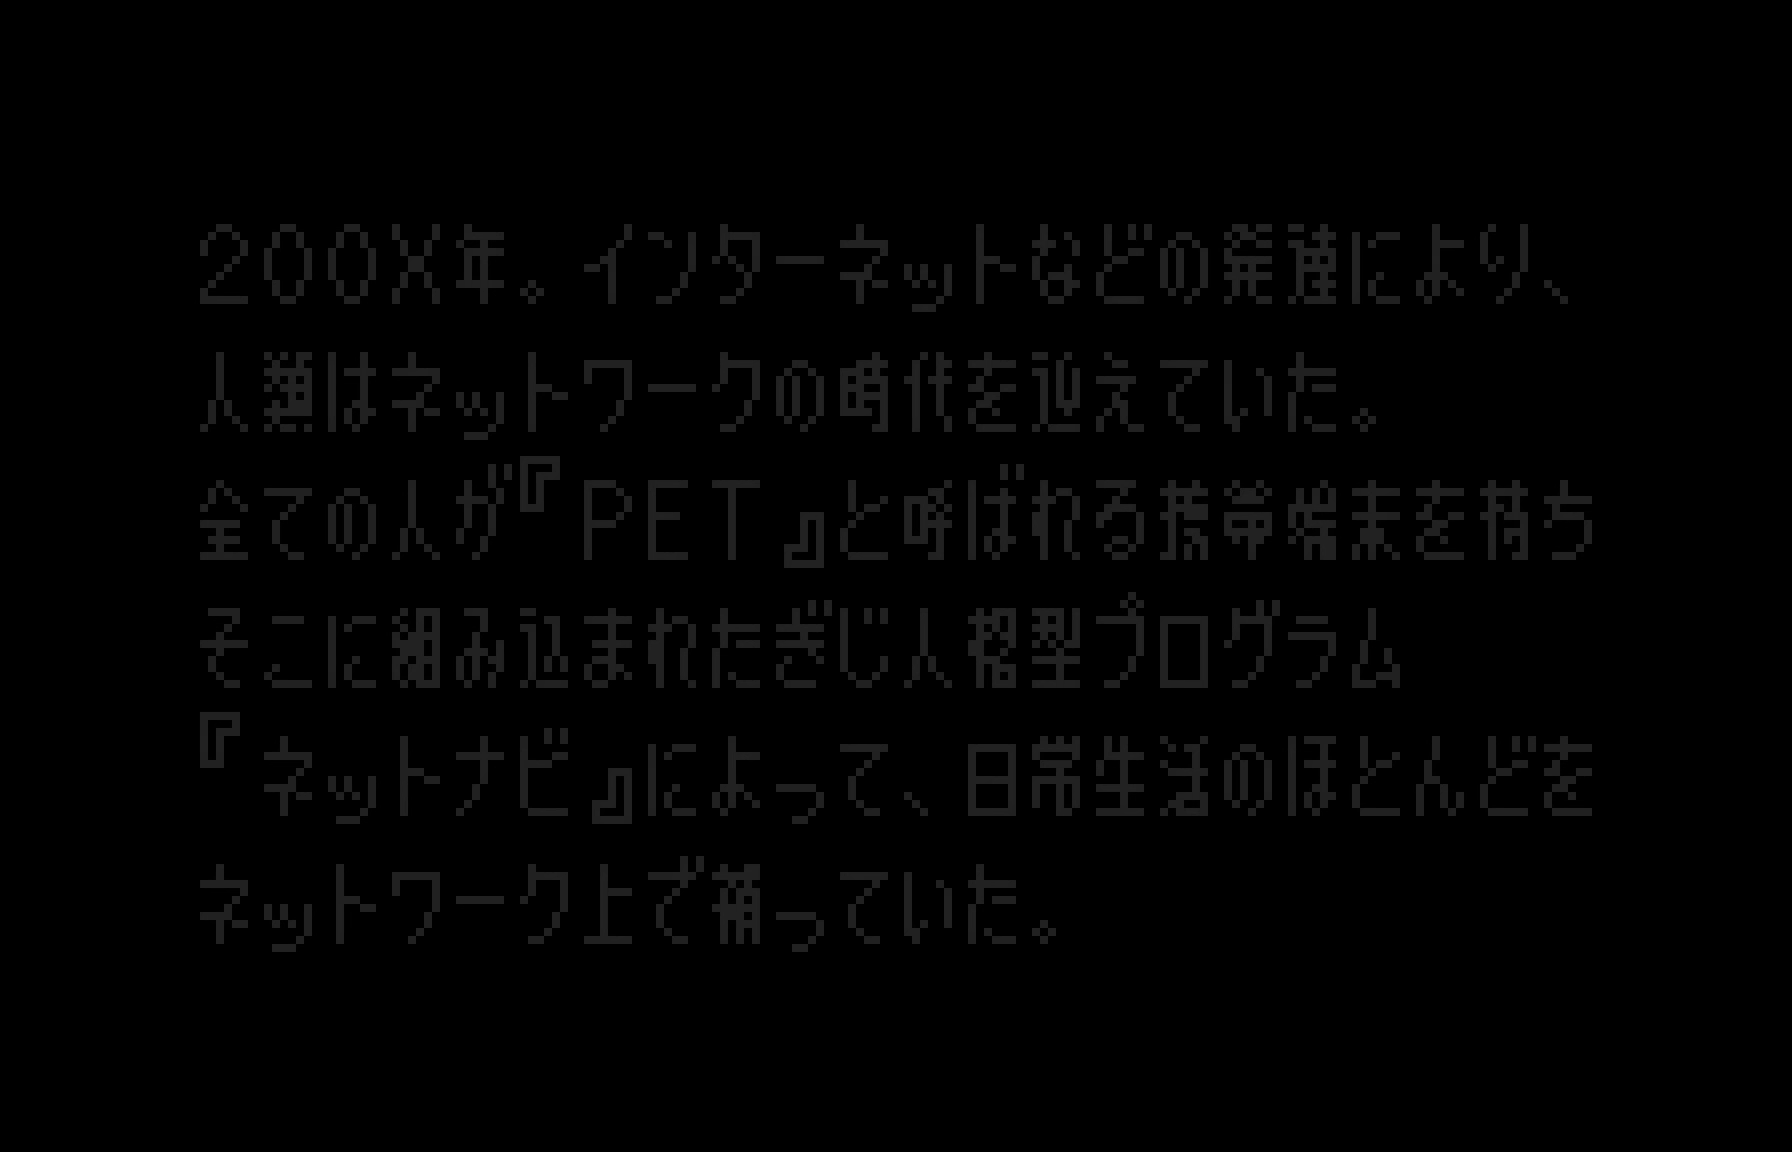 200X年。インターネットなどの発達により、
人類はネットワークの時代を迎えていた。
全ての人が『PET』と呼ばれる携帯端末を持ち
そこに組み込まれたぎじ人格型プログラム
『ネットナビ』によって、日常生活のほとんどを
ネットワーク上で補っていた。